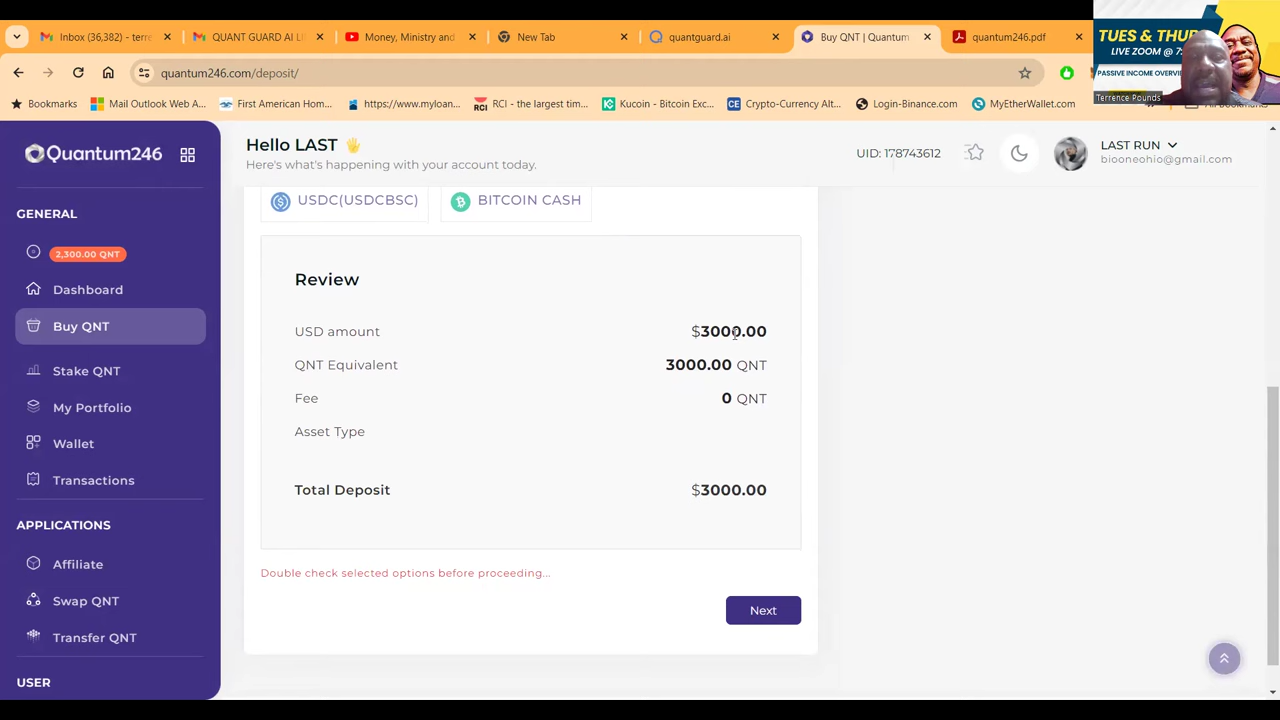 Inbox (36,382) - terre
QUANT GUARD AI LI
Money, Ministry and
New Tab
quantguard.ai
Buy QNT | Quantum
quantum246.pdf
TUES & THU
LIVE ZOOM @ 7:
PASSIVE INCOME OVERVI
Terrence Pounds
quantum246.com/deposit/
Bookmarks
Mail Outlook Web A...
First American Hom...
https://www.myloan...
RCI
RCI - the largest tim...
Kucoin - Bitcoin Exc...
CE
Crypto-Currency Alt...
Login-Binance.com
MyEtherWallet.com
Quantum246
Hello LAST 🖐
Here's what's happening with your account today.
UID: 178743612
LAST RUN
biooneohio@gmail.com
GENERAL
2,300.00 QNT
Dashboard
Buy QNT
Stake QNT
My Portfolio
Wallet
Transactions
APPLICATIONS
Affiliate
Swap QNT
Transfer QNT
USER
USDC(USDCBSC)
BITCOIN CASH
Review
USD amount $3000.00
QNT Equivalent 3000.00 QNT
Fee 0 QNT
Asset Type
Total Deposit $3000.00
Double check selected options before proceeding...
Next